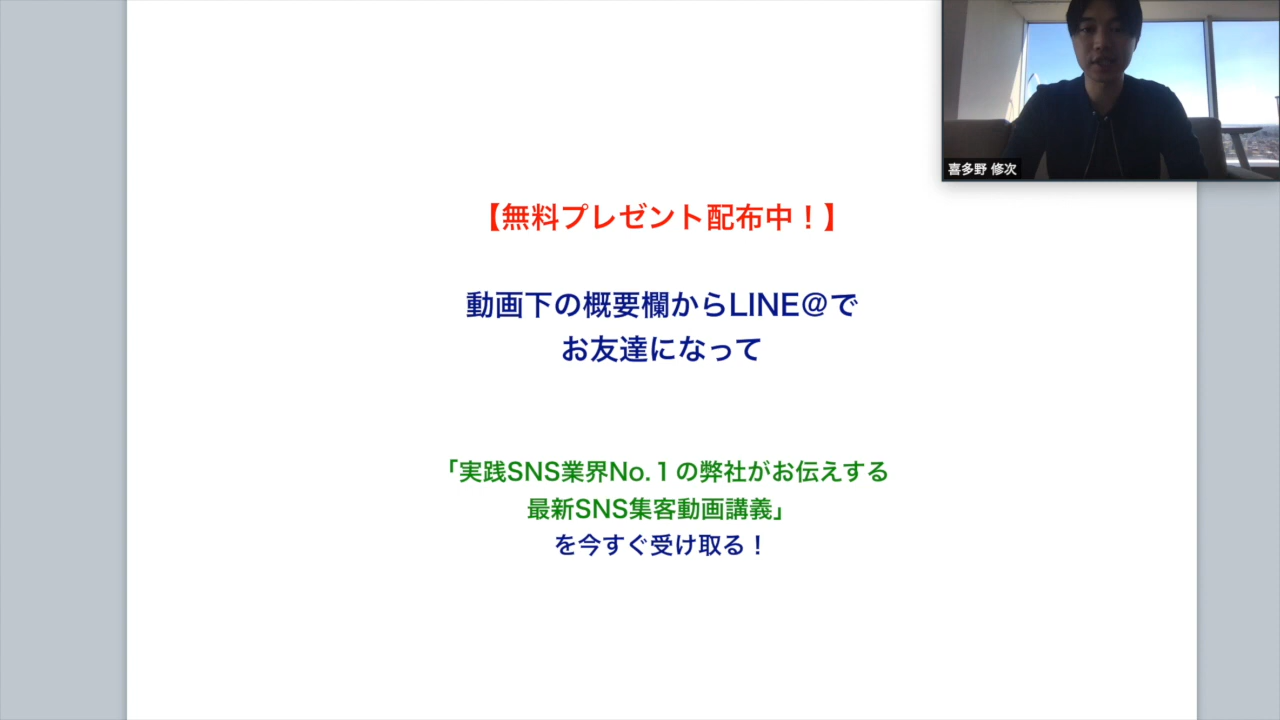 喜多野 修次
【無料プレゼント配布中！】
動画下の概要欄からLINE@で
お友達になって
「実践SNS業界No.１の弊社がお伝えする
最新SNS集客動画講義」
を今すぐ受け取る！